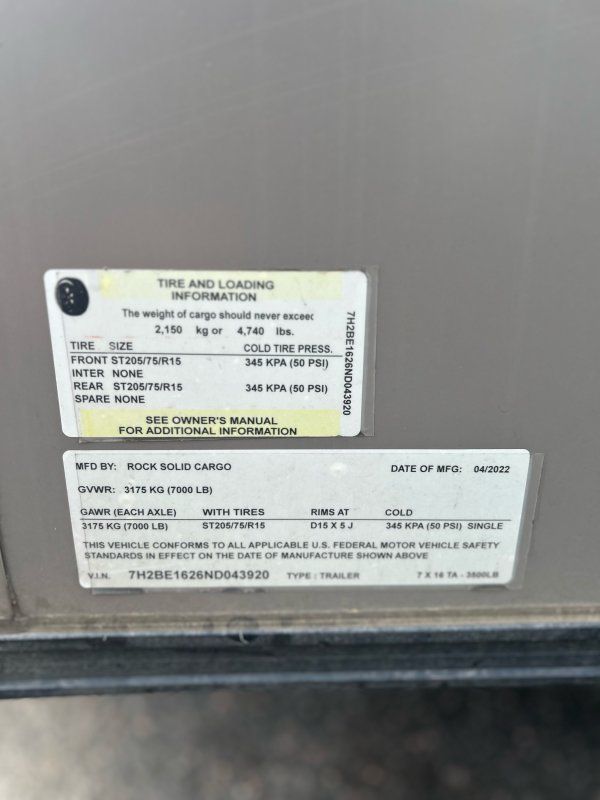 TIRE AND LOADING
INFORMATION
The weight of cargo should never exceed
2,150 kg or 4,740 lbs.
TIRE SIZE COLD TIRE PRESS.
FRONT ST205/75/R15 345 KPA (50 PSI)
INTER NONE
REAR ST205/75/R15 345 KPA (50 PSI)
SPARE NONE
SEE OWNER'S MANUAL
FOR ADDITIONAL INFORMATION
7H2BE1626ND043920
MFD BY: ROCK SOLID CARGO DATE OF MFG: 04/2022
GVWR: 3175 KG (7000 LB)
GAWR (EACH AXLE) WITH TIRES RIMS AT COLD
3175 KG (7000 LB) ST205/75/R15 D15 X 5 J 345 KPA (50 PSI) SINGLE
THIS VEHICLE CONFORMS TO ALL APPLICABLE U.S. FEDERAL MOTOR VEHICLE SAFETY
STANDARDS IN EFFECT ON THE DATE OF MANUFACTURE SHOWN ABOVE
V.I.N. 7H2BE1626ND043920 TYPE : TRAILER 7 X 16 TA - 3500LB